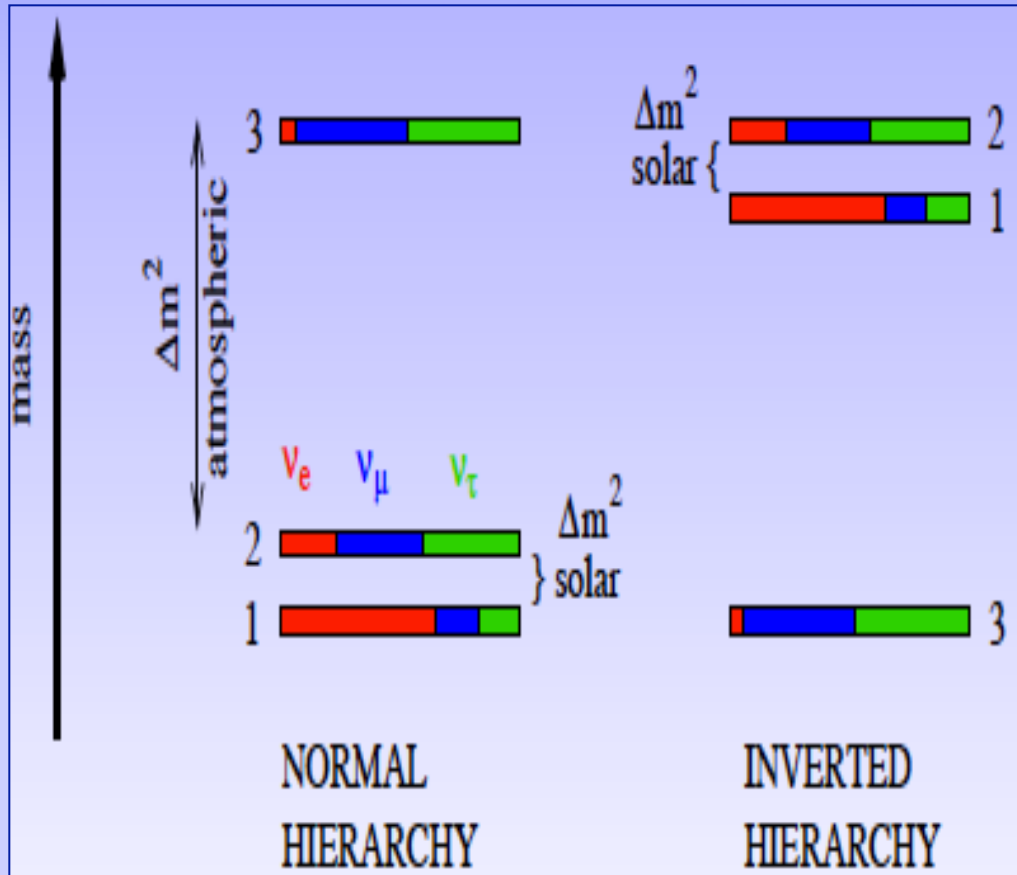 mass
Δm²
atmospheric
3
νe νμ ντ
2
1
Δm²
} solar
NORMAL
HIERARCHY
Δm²
solar {
2
1
3
INVERTED
HIERARCHY